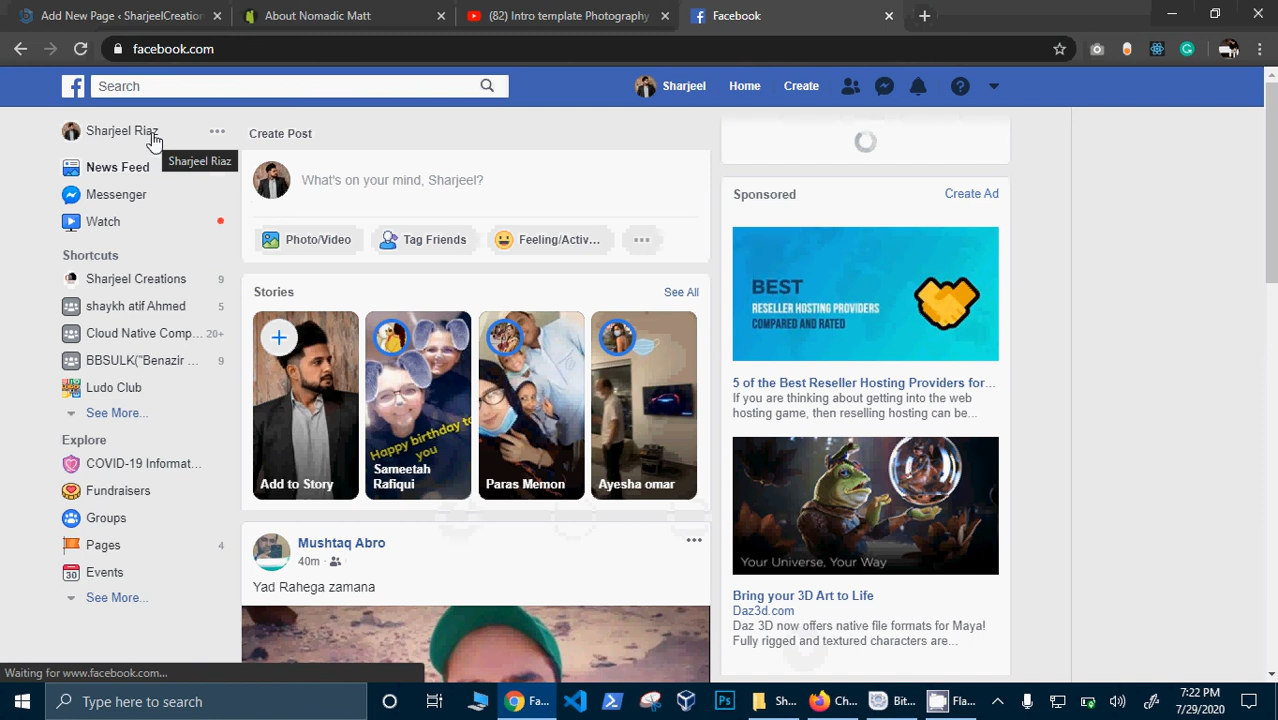 Add New Page ‹ SharjeelCreation
About Nomadic Matt
(82) Intro template Photography
Facebook
facebook.com
Search
Sharjeel
Home
Create
Sharjeel Riaz
Sharjeel Riaz
News Feed
Messenger
Watch
Shortcuts
Sharjeel Creations 9
shaykh atif Ahmed 5
Cloud Native Comp... 20+
BBSULK("Benazir ... 9
Ludo Club
See More...
Explore
COVID-19 Informat...
Fundraisers
Groups
Pages 4
Events
See More...
Create Post
What's on your mind, Sharjeel?
Photo/Video
Tag Friends
Feeling/Activ...
Stories
See All
Add to Story
Happy birthday to
you
Sameetah
Rafiqui
Paras Memon
Ayesha omar
Mushtaq Abro
40m
Yad Rahega zamana
Sponsored
Create Ad
BEST
RESELLER HOSTING PROVIDERS
COMPARED AND RATED
5 of the Best Reseller Hosting Providers for...
If you are thinking about getting into the web
hosting game, then reselling hosting can be...
Your Universe, Your Way
Bring your 3D Art to Life
Daz3d.com
Daz 3D now offers native file formats for Maya!
Fully rigged and textured characters are...
Waiting for www.facebook.com...
Type here to search
Fa...
Ps
Sh...
Ch...
Bit...
Fla...
7:22 PM
7/29/2020